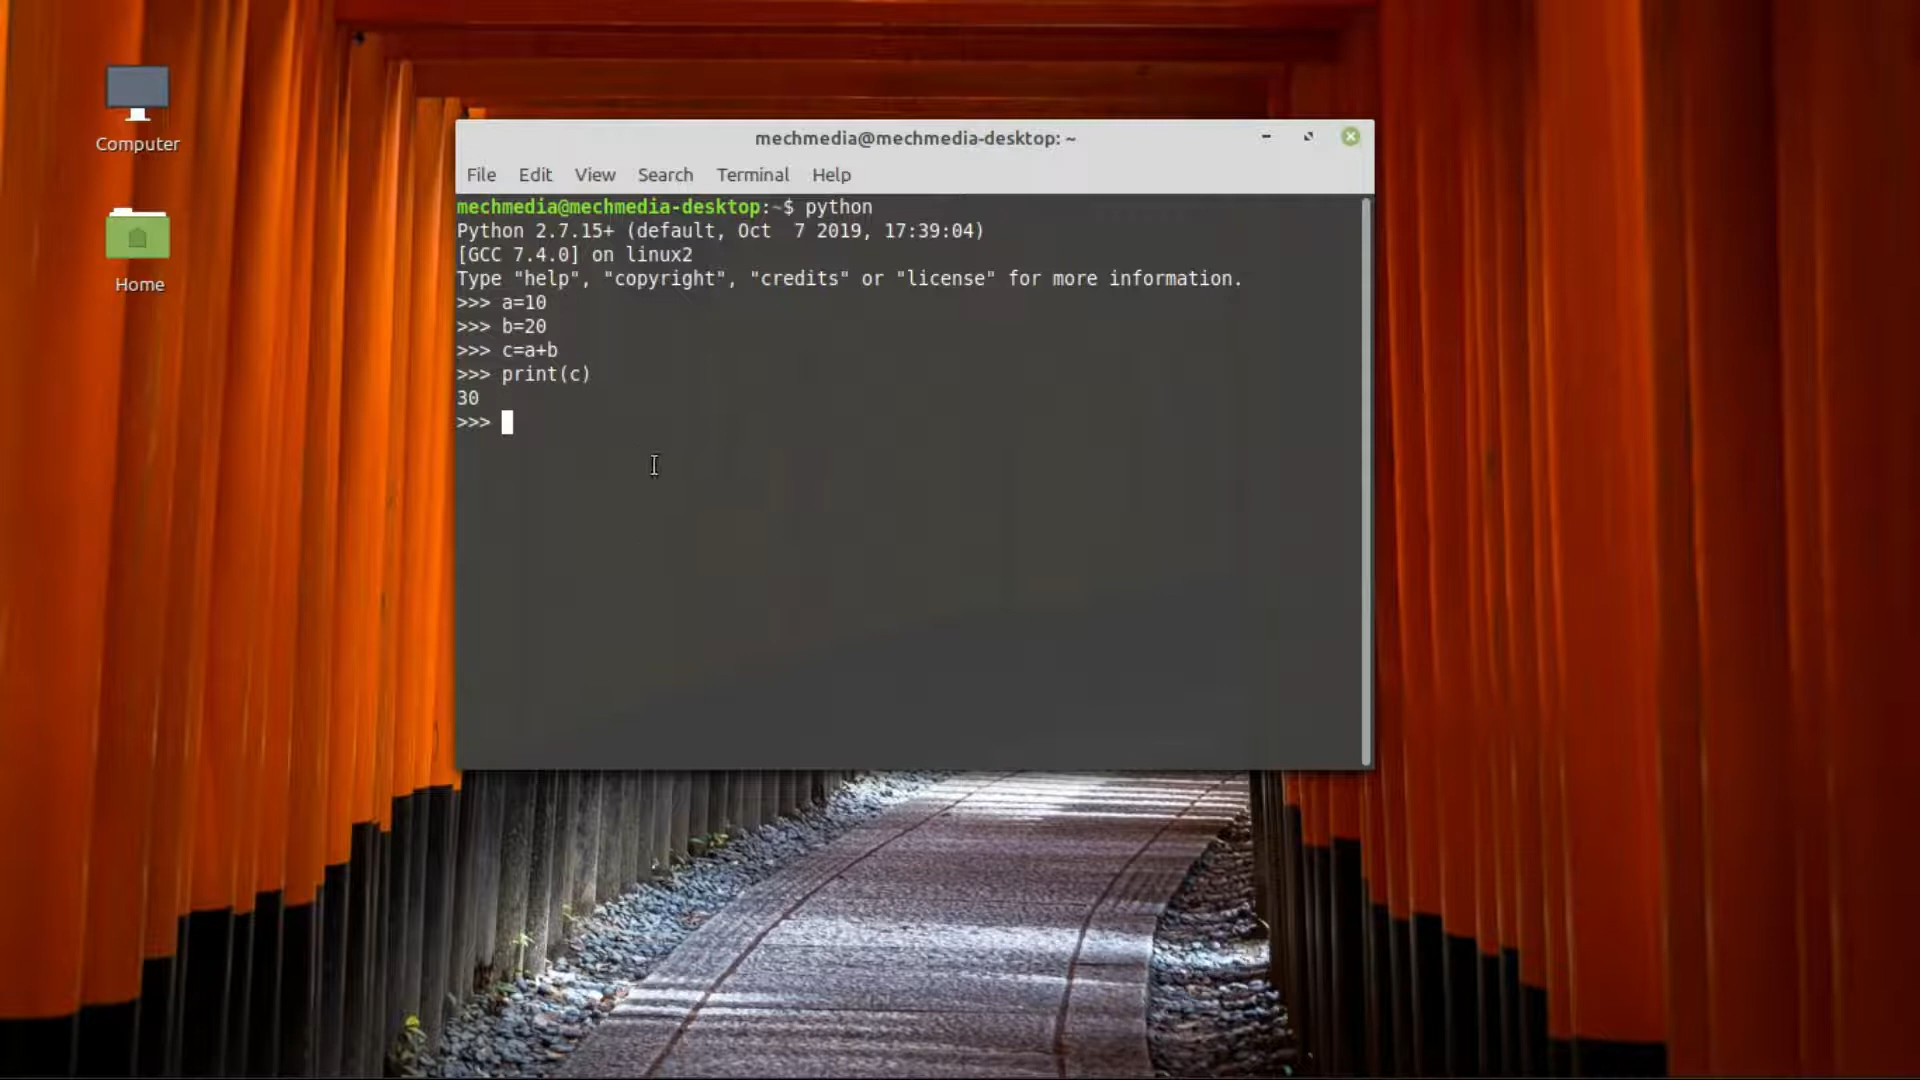 Computer
Home
mechmedia@mechmedia-desktop: ~
File Edit View Search Terminal Help
mechmedia@mechmedia-desktop:~$ python
Python 2.7.15+ (default, Oct  7 2019, 17:39:04)
[GCC 7.4.0] on linux2
Type "help", "copyright", "credits" or "license" for more information.
>>> a=10
>>> b=20
>>> c=a+b
>>> print(c)
30
>>>